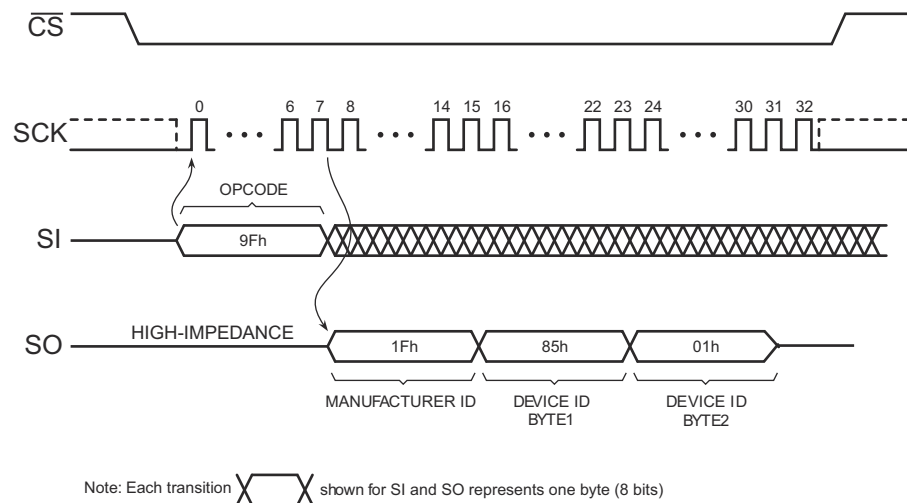 CS
0 6 7 8 14 15 16 22 23 24 30 31 32
SCK
OPCODE
SI
9Fh
HIGH-IMPEDANCE
SO
1Fh 85h 01h
MANUFACTURER ID DEVICE ID DEVICE ID
BYTE1 BYTE2
Note: Each transition shown for SI and SO represents one byte (8 bits)